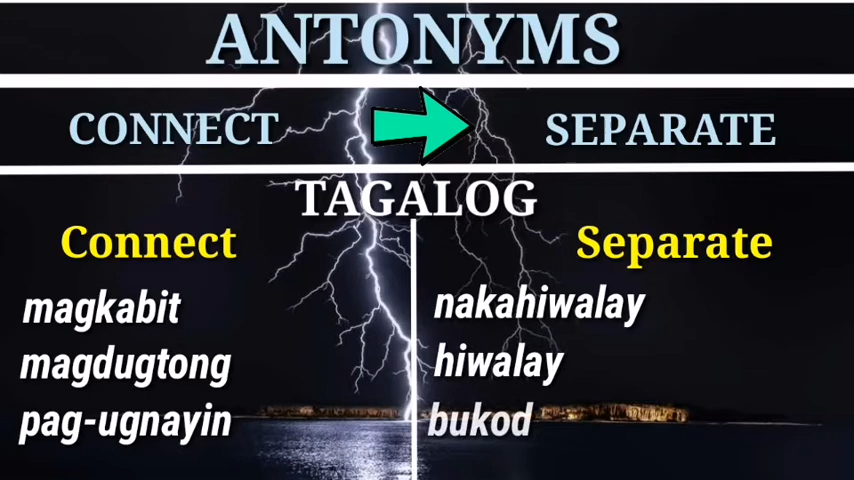 ANTONYMS
CONNECT SEPARATE
TAGALOG
Connect Separate
magkabit nakahiwalay
magdugtong hiwalay
pag-ugnayin bukod